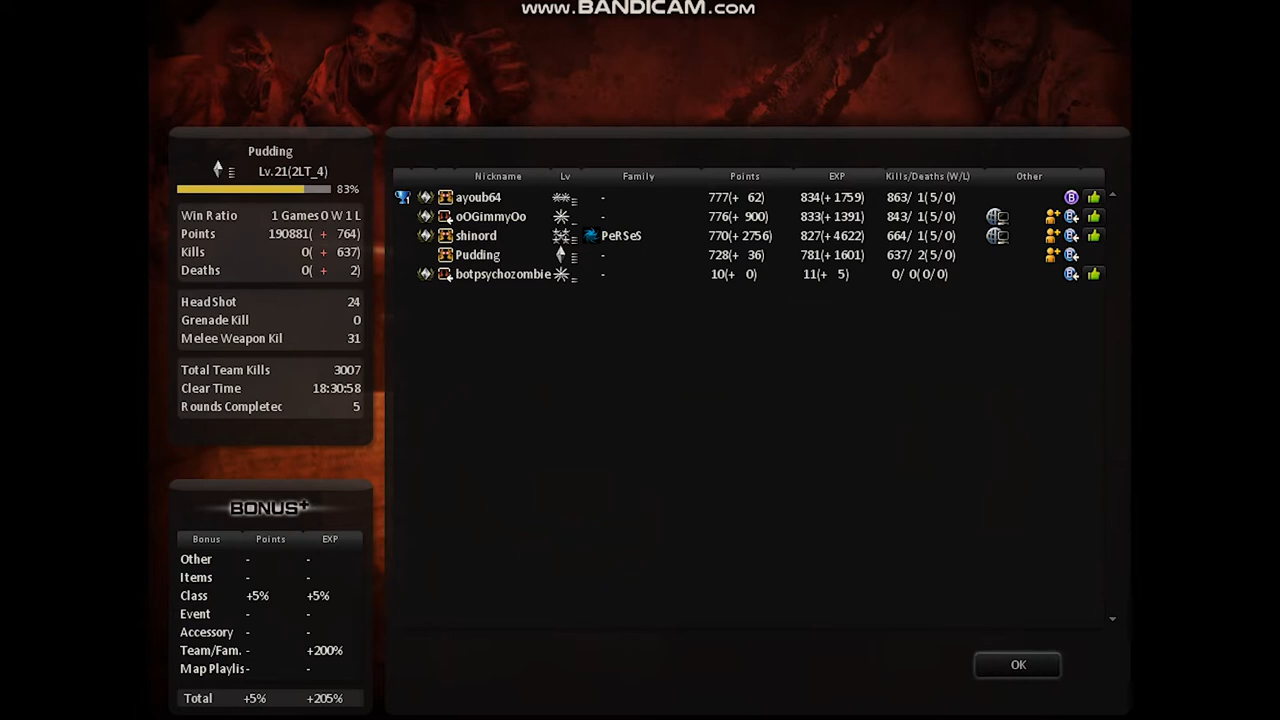 www.BANDICAM.com
Pudding
Lv.21(2LT_4)
83%
Win Ratio 1 Games0 W 1 L
Points 190881( + 764)
Kills 0( + 637)
Deaths 0( + 2)
HeadShot 24
Grenade Kill 0
Melee Weapon Kil 31
Total Team Kills 3007
Clear Time 18:30:58
Rounds Completec 5
BONUS+
Bonus Points EXP
Other - -
Items - -
Class +5% +5%
Event - -
Accessory - -
Team/Fam. - +200%
Map Playlis- -
Total +5% +205%
Nickname Lv Family Points EXP Kills/Deaths (W/L) Other
ayoub64 - 777(+ 62) 834(+1759) 863/ 1(5/0) B
oOGimmyOo - 776(+ 900) 833(+1391) 843/ 1(5/0) B
shinord PeRSeS 770(+2756) 827(+4622) 664/ 1(5/0) B
Pudding - 728(+ 36) 781(+1601) 637/ 2(5/0) B
botpsychozombie - 10(+ 0) 11(+ 5) 0/ 0(0/0) B
OK